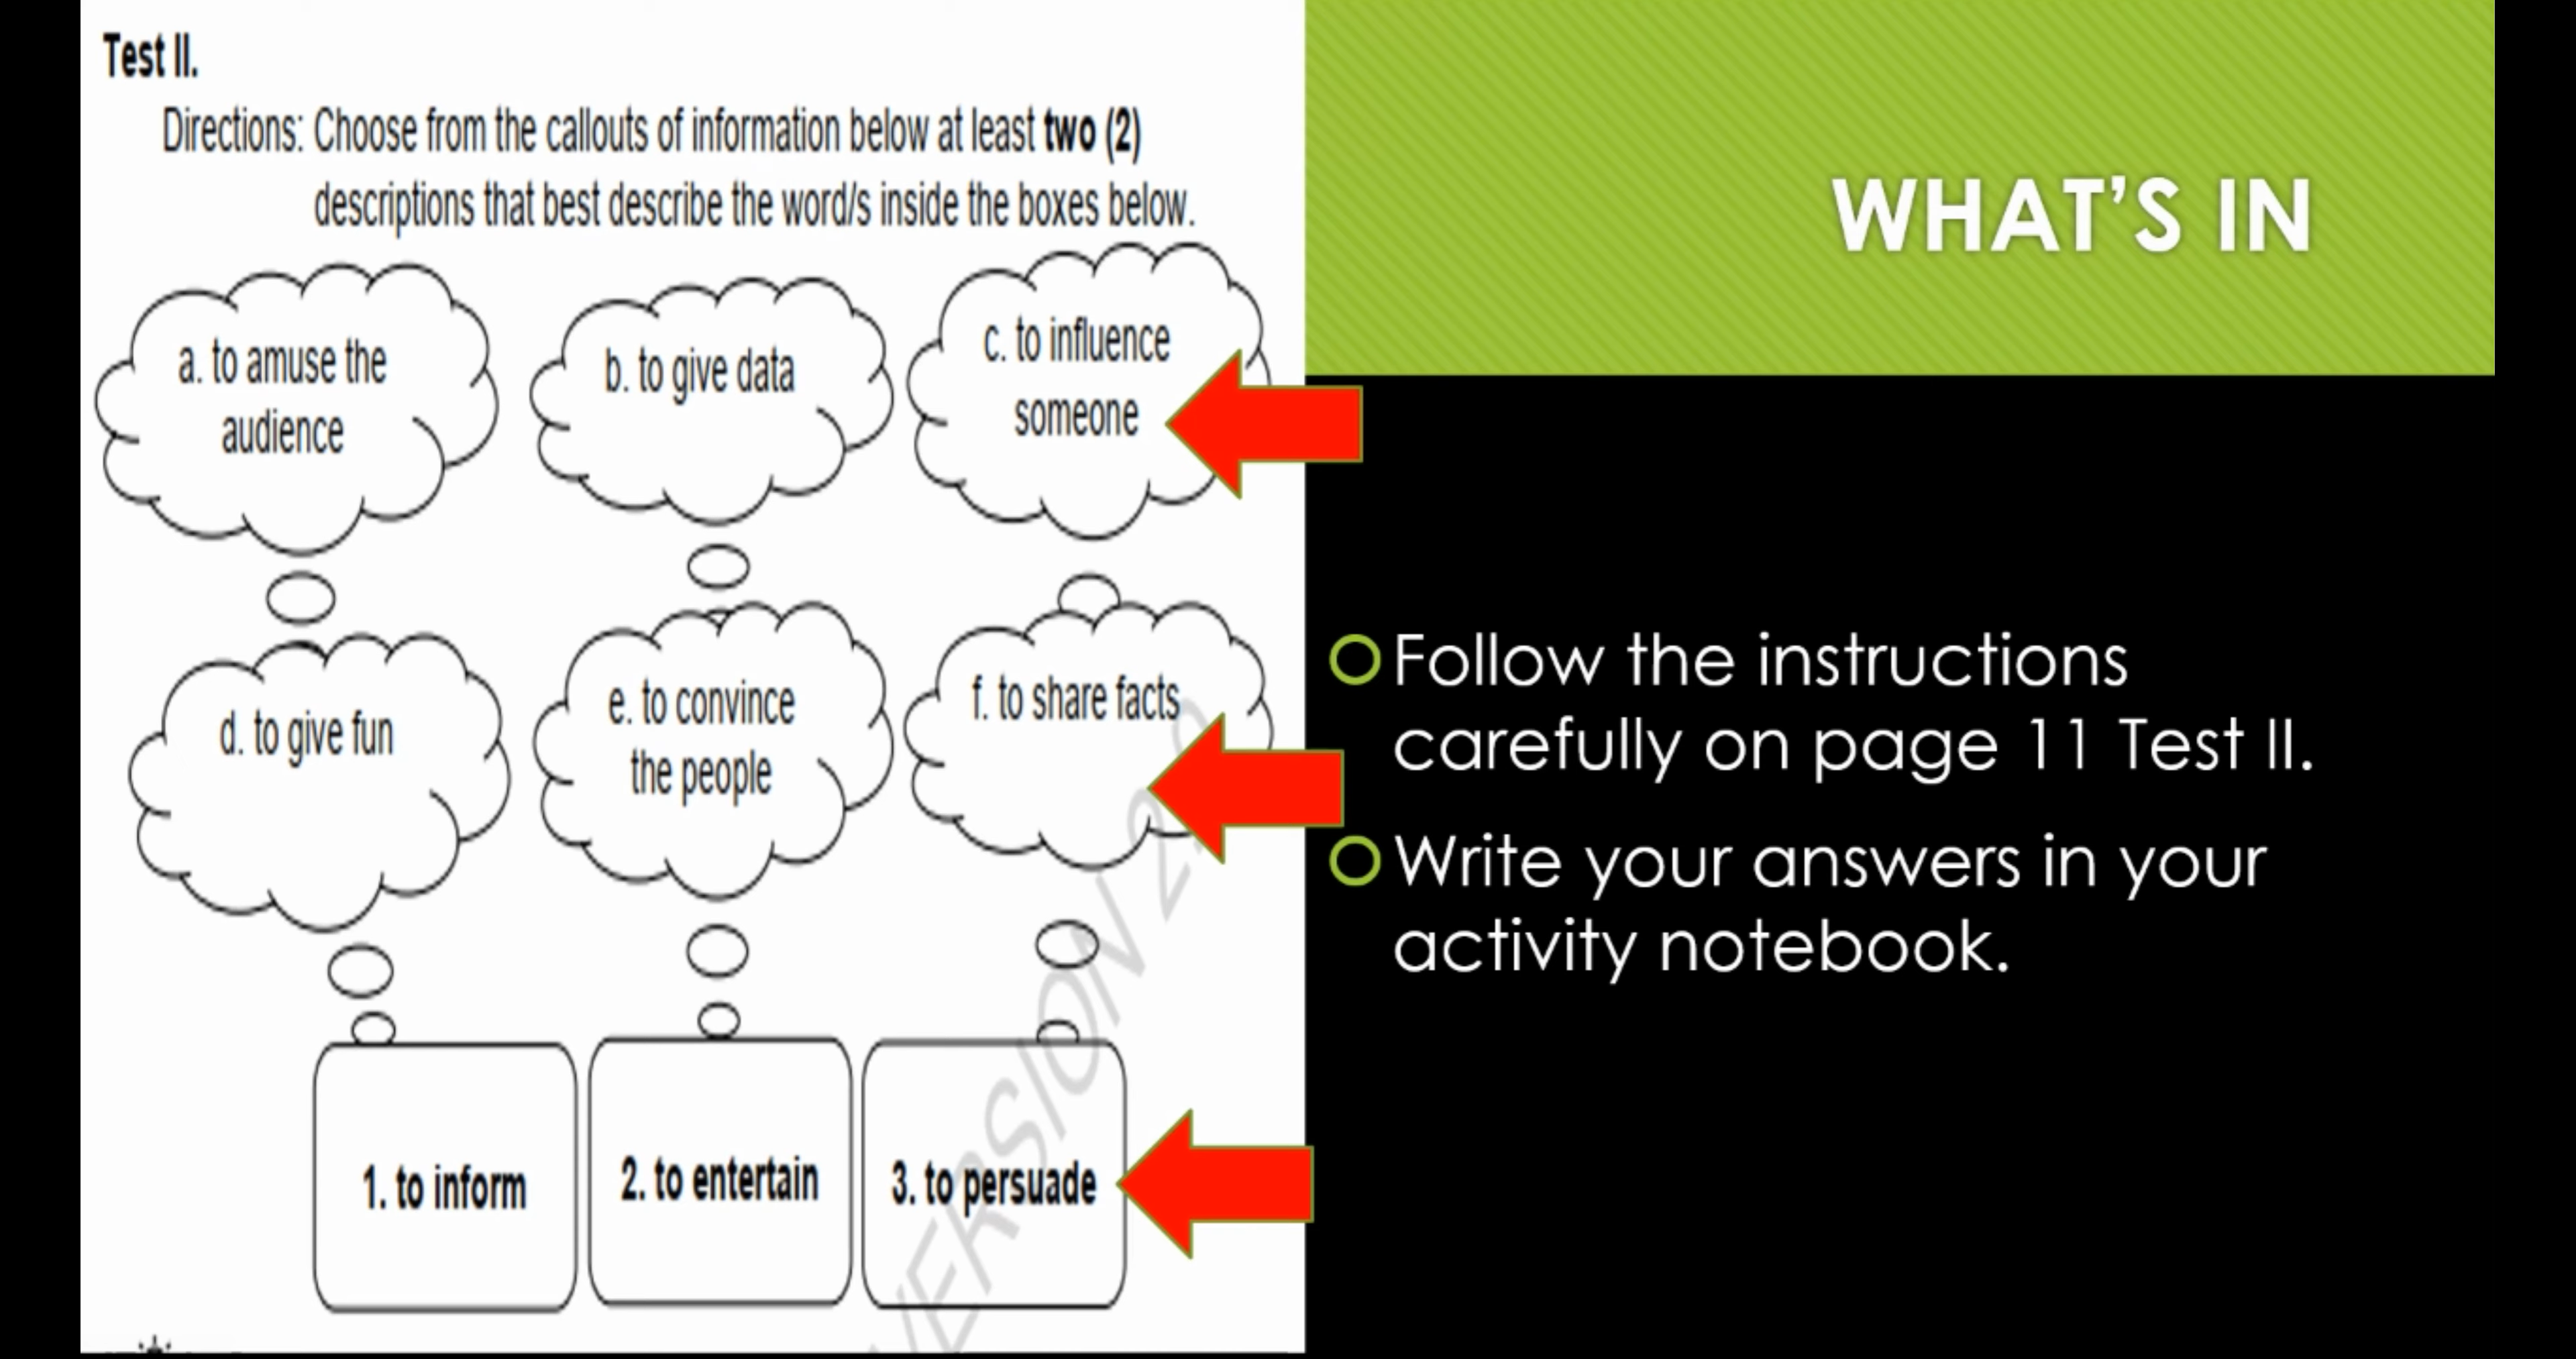 Test II.
Directions: Choose from the callouts of information below at least two (2)
descriptions that best describe the word/s inside the boxes below.
a. to amuse the
audience
b. to give data
c. to influence
someone
d. to give fun
e. to convince
the people
f. to share facts
1. to inform
2. to entertain
3. to persuade
VERSION 2.0
WHAT'S IN
Follow the instructions
carefully on page 11 Test II.
Write your answers in your
activity notebook.